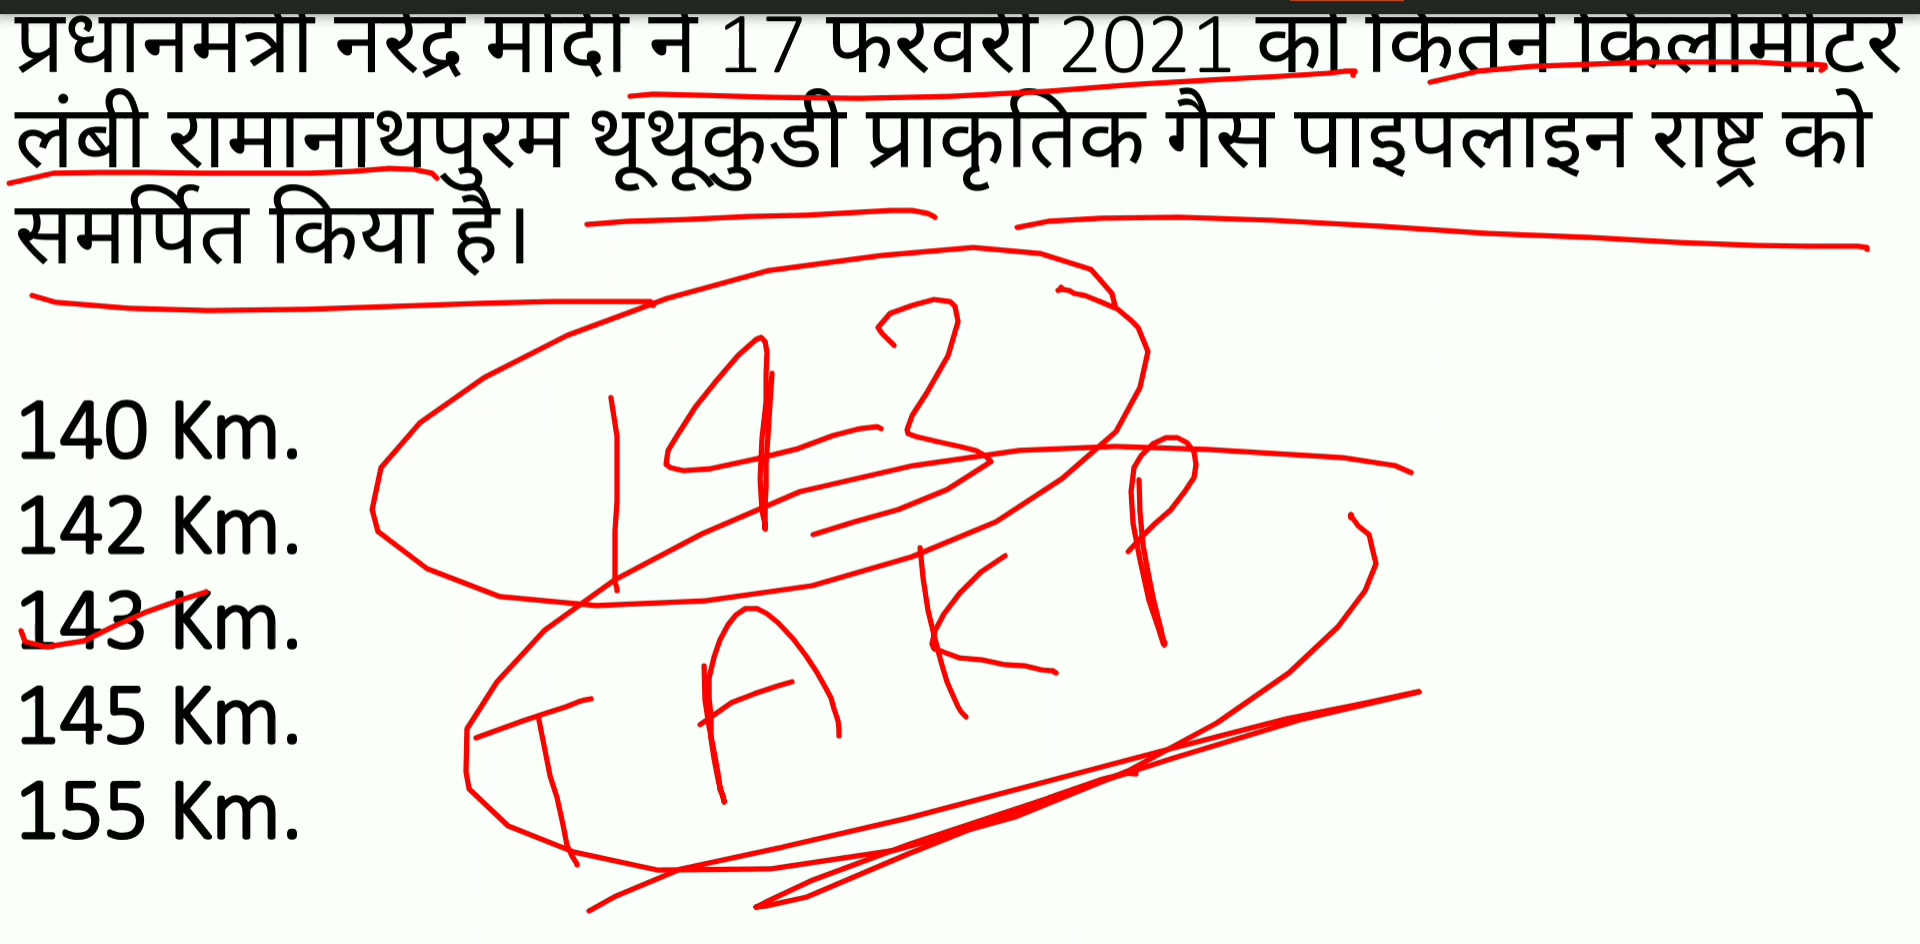 प्रधानमंत्री नरेंद्र मोदी ने 17 फरवरी 2021 को कितने किलोमीटर
लंबी रामानाथपुरम थूथूकुडी प्राकृतिक गैस पाइपलाइन राष्ट्र को
समर्पित किया है।
143
140 Km.
142 Km.
143 Km.
145 Km.
155 Km.
TAKP